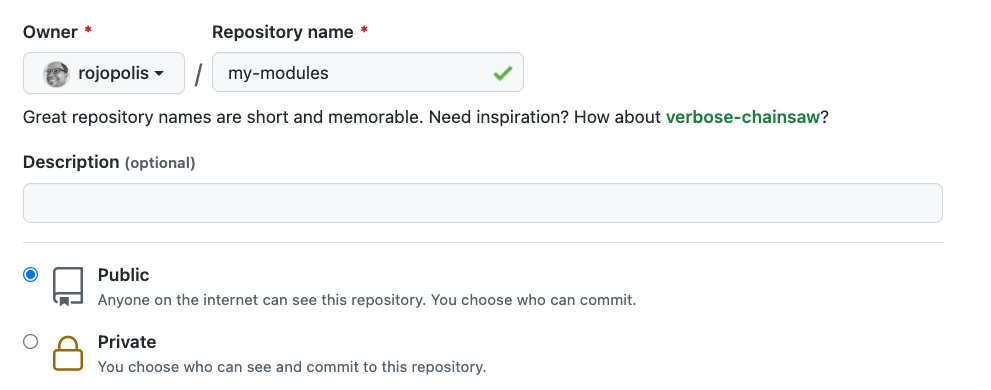 Owner * Repository name *
rojopolis / my-modules
Great repository names are short and memorable. Need inspiration? How about verbose-chainsaw?
Description (optional)
Public
Anyone on the internet can see this repository. You choose who can commit.
Private
You choose who can see and commit to this repository.